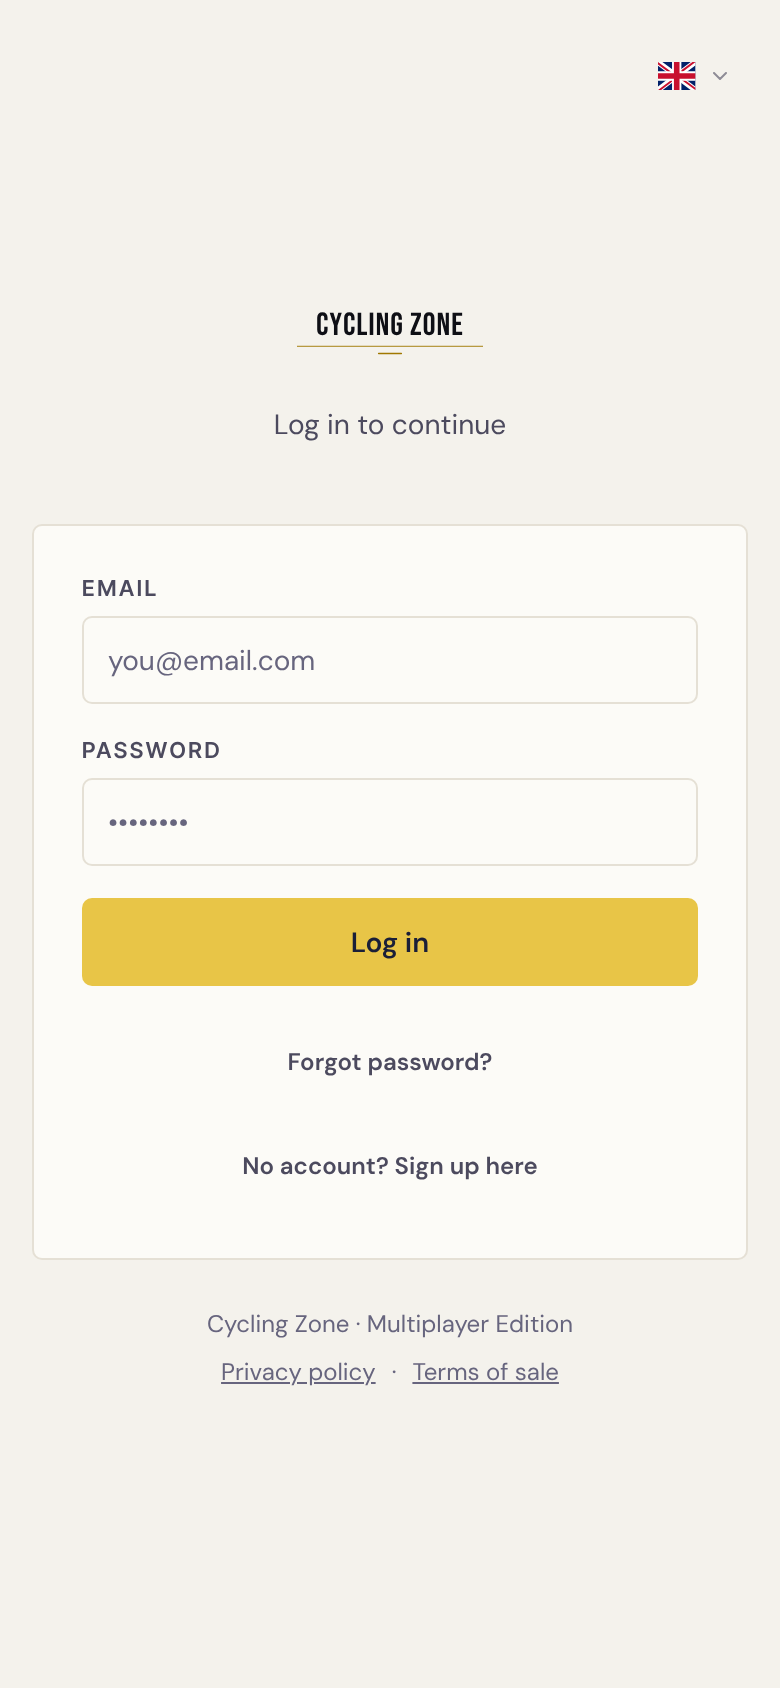 CYCLING ZONE
Log in to continue
EMAIL
you@email.com
PASSWORD
••••••••
Log in
Forgot password?
No account? Sign up here
Cycling Zone · Multiplayer Edition
Privacy policy · Terms of sale